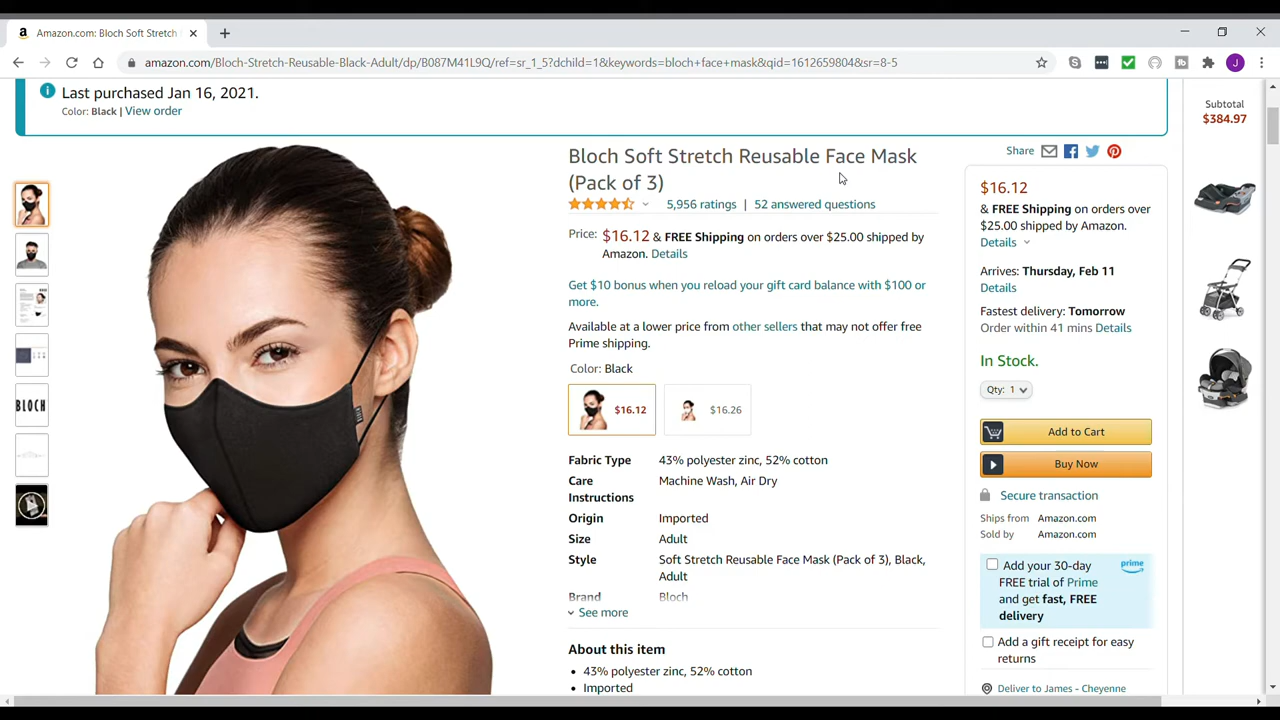 Amazon.com: Bloch Soft Stretch
amazon.com/Bloch-Stretch-Reusable-Black-Adult/dp/B087M41L9Q/ref=sr_1_5?dchild=1&keywords=bloch+face+mask&qid=1612659804&sr=8-5
J
Last purchased Jan 16, 2021.
Color: Black | View order
Subtotal
$384.97
Share
Bloch Soft Stretch Reusable Face Mask
(Pack of 3)
5,956 ratings | 52 answered questions
Price: $16.12 & FREE Shipping on orders over $25.00 shipped by
Amazon. Details
Get $10 bonus when you reload your gift card balance with $100 or
more.
Available at a lower price from other sellers that may not offer free
Prime shipping.
Color: Black
$16.12
$16.26
Fabric Type 43% polyester zinc, 52% cotton
Care Machine Wash, Air Dry
Instructions
Origin Imported
Size Adult
Style Soft Stretch Reusable Face Mask (Pack of 3), Black,
Adult
Brand Bloch
See more
About this item
• 43% polyester zinc, 52% cotton
• Imported
$16.12
& FREE Shipping on orders over
$25.00 shipped by Amazon.
Details
Arrives: Thursday, Feb 11
Details
Fastest delivery: Tomorrow
Order within 41 mins Details
In Stock.
Qty: 1
Add to Cart
Buy Now
Secure transaction
Ships from Amazon.com
Sold by Amazon.com
Add your 30-day
FREE trial of Prime
and get fast, FREE
delivery
prime
Add a gift receipt for easy
returns
Deliver to James - Cheyenne
BLOCH